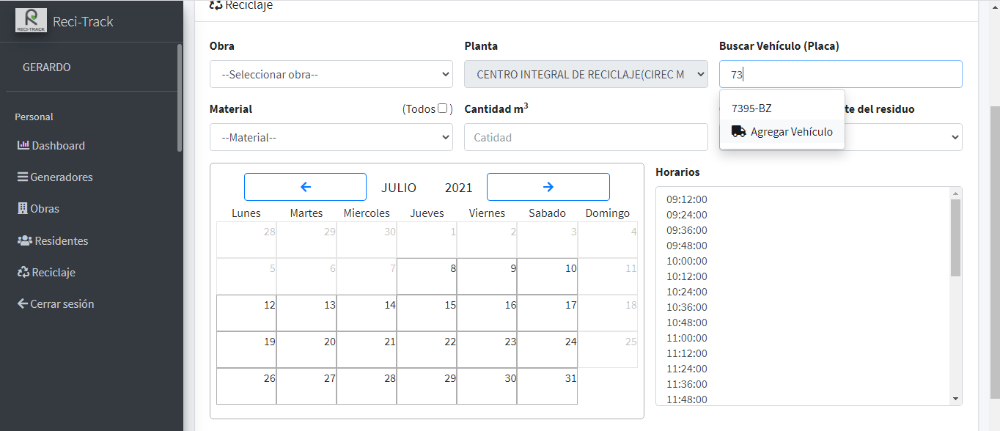 RECI-TRACK
Reci-Track
GERARDO
Personal
Dashboard
Generadores
Obras
Residentes
Reciclaje
Cerrar sesión
Reciclaje
Obra
--Seleccionar obra--
Planta
CENTRO INTEGRAL DE RECICLAJE(CIREC M
Buscar Vehículo (Placa)
73
7395-BZ
Agregar Vehículo
Material
(Todos )
--Material--
Cantidad m³
Catidad
te del residuo
JULIO 2021
Lunes Martes Miercoles Jueves Viernes Sabado Domingo
28 29 30 1 2 3 4
5 6 7 8 9 10 11
12 13 14 15 16 17 18
19 20 21 22 23 24 25
26 27 28 29 30 31
Horarios
09:12:00
09:24:00
09:36:00
09:48:00
10:00:00
10:12:00
10:24:00
10:36:00
10:48:00
11:00:00
11:12:00
11:24:00
11:36:00
11:48:00